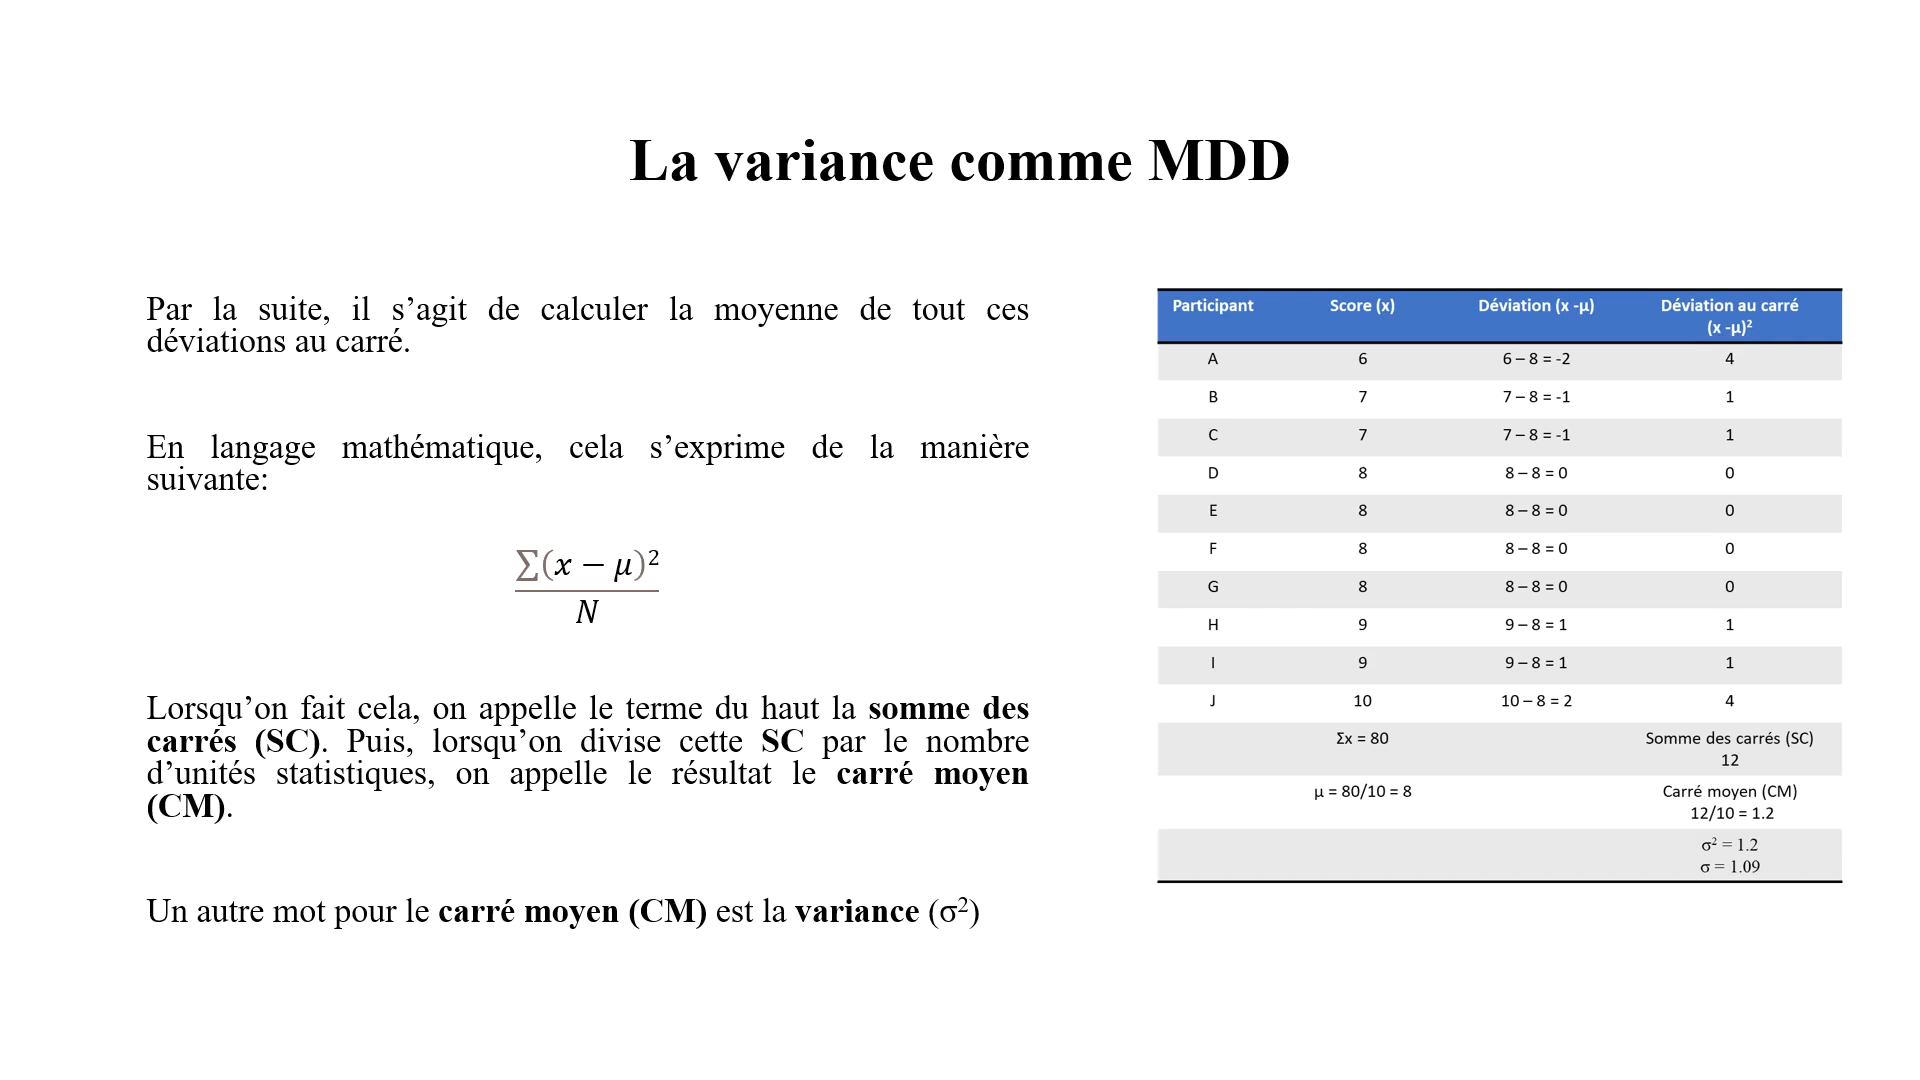 La variance comme MDD
Par la suite, il s’agit de calculer la moyenne de tout ces
déviations au carré.
En langage mathématique, cela s’exprime de la manière
suivante:
∑(x − μ)²
N
Lorsqu’on fait cela, on appelle le terme du haut la somme des
carrés (SC). Puis, lorsqu’on divise cette SC par le nombre
d’unités statistiques, on appelle le résultat le carré moyen
(CM).
Un autre mot pour le carré moyen (CM) est la variance (σ²)
Participant Score (x) Déviation (x -μ) Déviation au carré
(x -μ)²
A 6 6 – 8 = -2 4
B 7 7 – 8 = -1 1
C 7 7 – 8 = -1 1
D 8 8 – 8 = 0 0
E 8 8 – 8 = 0 0
F 8 8 – 8 = 0 0
G 8 8 – 8 = 0 0
H 9 9 – 8 = 1 1
I 9 9 – 8 = 1 1
J 10 10 – 8 = 2 4
Σx = 80 Somme des carrés (SC)
12
μ = 80/10 = 8 Carré moyen (CM)
12/10 = 1.2
σ² = 1.2
σ = 1.09